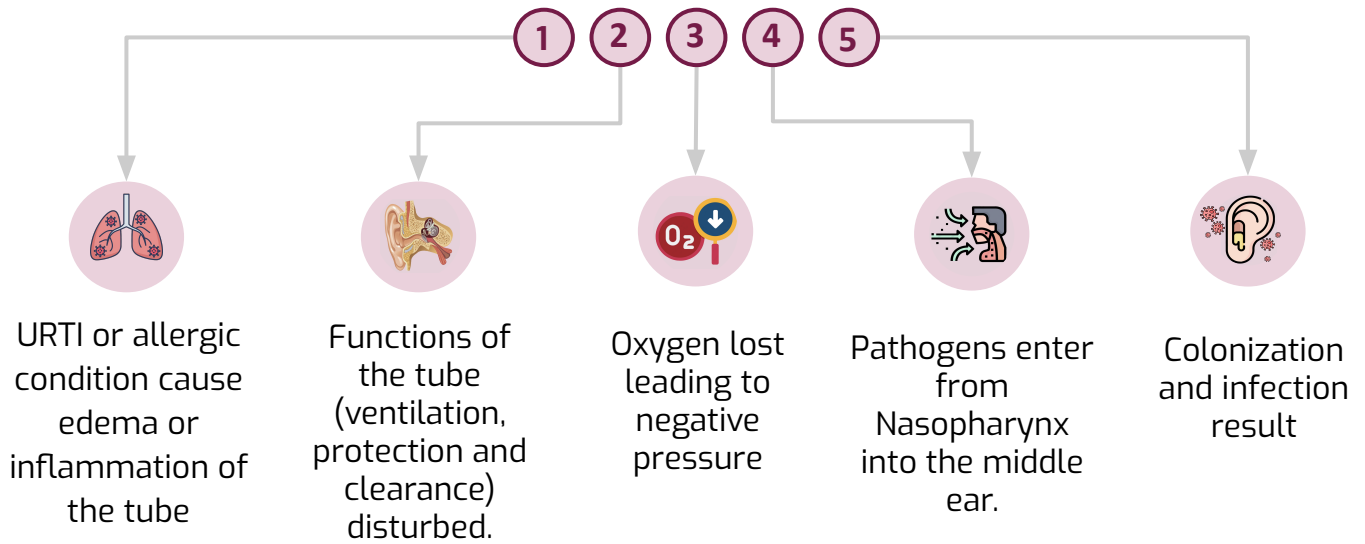 1 2 3 4 5
O₂
URTI or allergic
condition cause
edema or
inflammation of
the tube
Functions of
the tube
(ventilation,
protection and
clearance)
disturbed.
Oxygen lost
leading to
negative
pressure
Pathogens enter
from
Nasopharynx
into the middle
ear.
Colonization
and infection
result